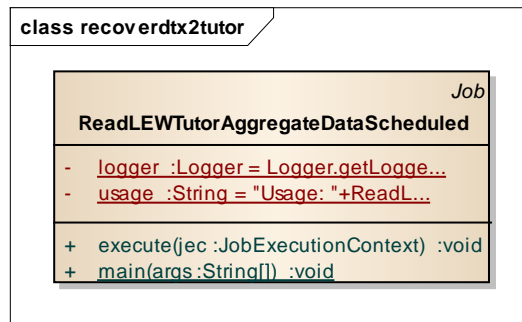 class recoverdtx2tutor
Job
ReadLEWTutorAggregateDataScheduled
- logger :Logger = Logger.getLogge...
- usage :String = "Usage: "+ReadL...
+ execute(jec :JobExecutionContext) :void
+ main(args :String[]) :void